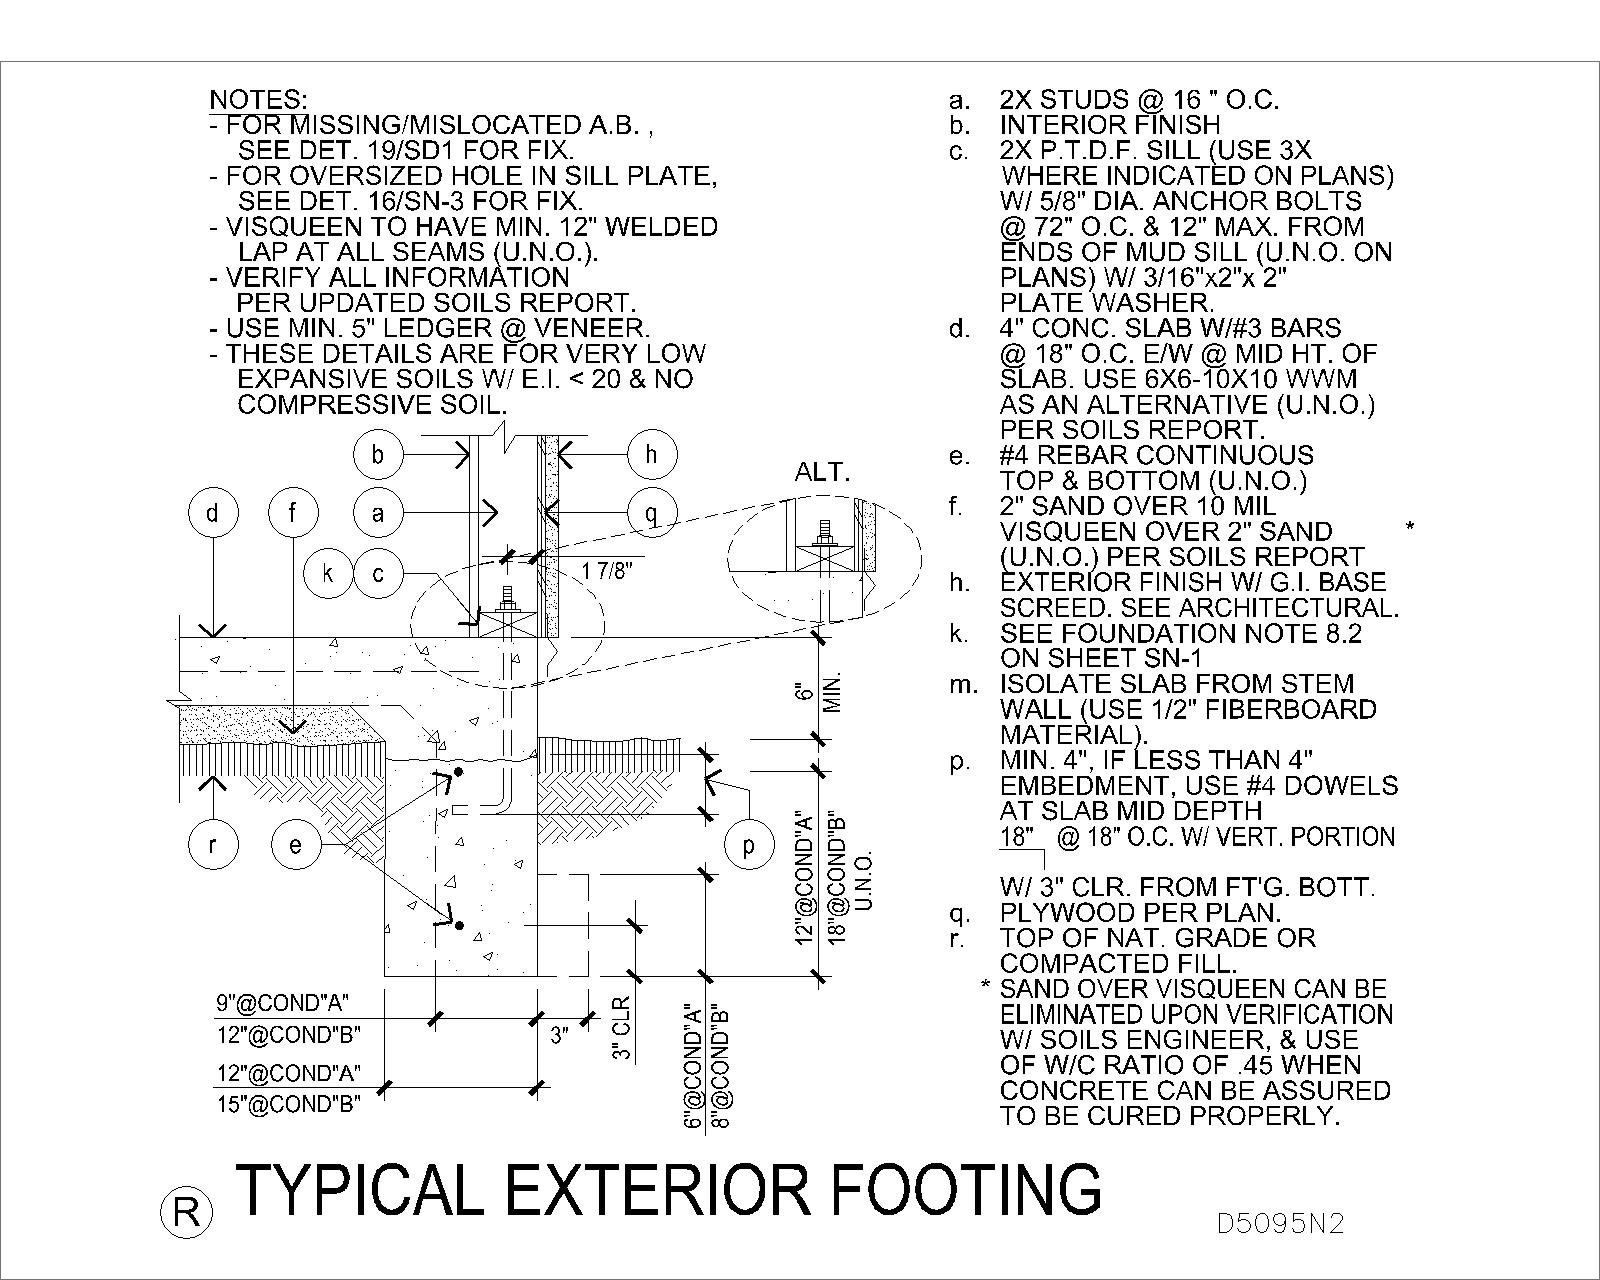 NOTES:
- FOR MISSING/MISLOCATED A.B. ,
SEE DET. 19/SD1 FOR FIX.
- FOR OVERSIZED HOLE IN SILL PLATE,
SEE DET. 16/SN-3 FOR FIX.
- VISQUEEN TO HAVE MIN. 12" WELDED
LAP AT ALL SEAMS (U.N.O.).
- VERIFY ALL INFORMATION
PER UPDATED SOILS REPORT.
- USE MIN. 5" LEDGER @ VENEER.
- THESE DETAILS ARE FOR VERY LOW
EXPANSIVE SOILS W/ E.I. < 20 & NO
COMPRESSIVE SOIL.
b
h
ALT.
d
f
a
q
k
c
1 7/8"
6"
MIN.
r
e
p
12"@COND"A"
18"@COND"B"
U.N.O.
9"@COND"A"
12"@COND"B"
3"
3" CLR
6"@COND"A"
8"@COND"B"
12"@COND"A"
15"@COND"B"
a. 2X STUDS @ 16 " O.C.
b. INTERIOR FINISH
c. 2X P.T.D.F. SILL (USE 3X
WHERE INDICATED ON PLANS)
W/ 5/8" DIA. ANCHOR BOLTS
@ 72" O.C. & 12" MAX. FROM
ENDS OF MUD SILL (U.N.O. ON
PLANS) W/ 3/16"x2"x 2"
PLATE WASHER.
d. 4" CONC. SLAB W/#3 BARS
@ 18" O.C. E/W @ MID HT. OF
SLAB. USE 6X6-10X10 WWM
AS AN ALTERNATIVE (U.N.O.)
PER SOILS REPORT.
e. #4 REBAR CONTINUOUS
TOP & BOTTOM (U.N.O.)
f. 2" SAND OVER 10 MIL
VISQUEEN OVER 2" SAND *
(U.N.O.) PER SOILS REPORT
h. EXTERIOR FINISH W/ G.I. BASE
SCREED. SEE ARCHITECTURAL.
k. SEE FOUNDATION NOTE 8.2
ON SHEET SN-1
m. ISOLATE SLAB FROM STEM
WALL (USE 1/2" FIBERBOARD
MATERIAL).
p. MIN. 4", IF LESS THAN 4"
EMBEDMENT, USE #4 DOWELS
AT SLAB MID DEPTH
18" @ 18" O.C. W/ VERT. PORTION
W/ 3" CLR. FROM FT'G. BOTT.
q. PLYWOOD PER PLAN.
r. TOP OF NAT. GRADE OR
COMPACTED FILL.
* SAND OVER VISQUEEN CAN BE
ELIMINATED UPON VERIFICATION
W/ SOILS ENGINEER, & USE
OF W/C RATIO OF .45 WHEN
CONCRETE CAN BE ASSURED
TO BE CURED PROPERLY.
R TYPICAL EXTERIOR FOOTING
D5095N2